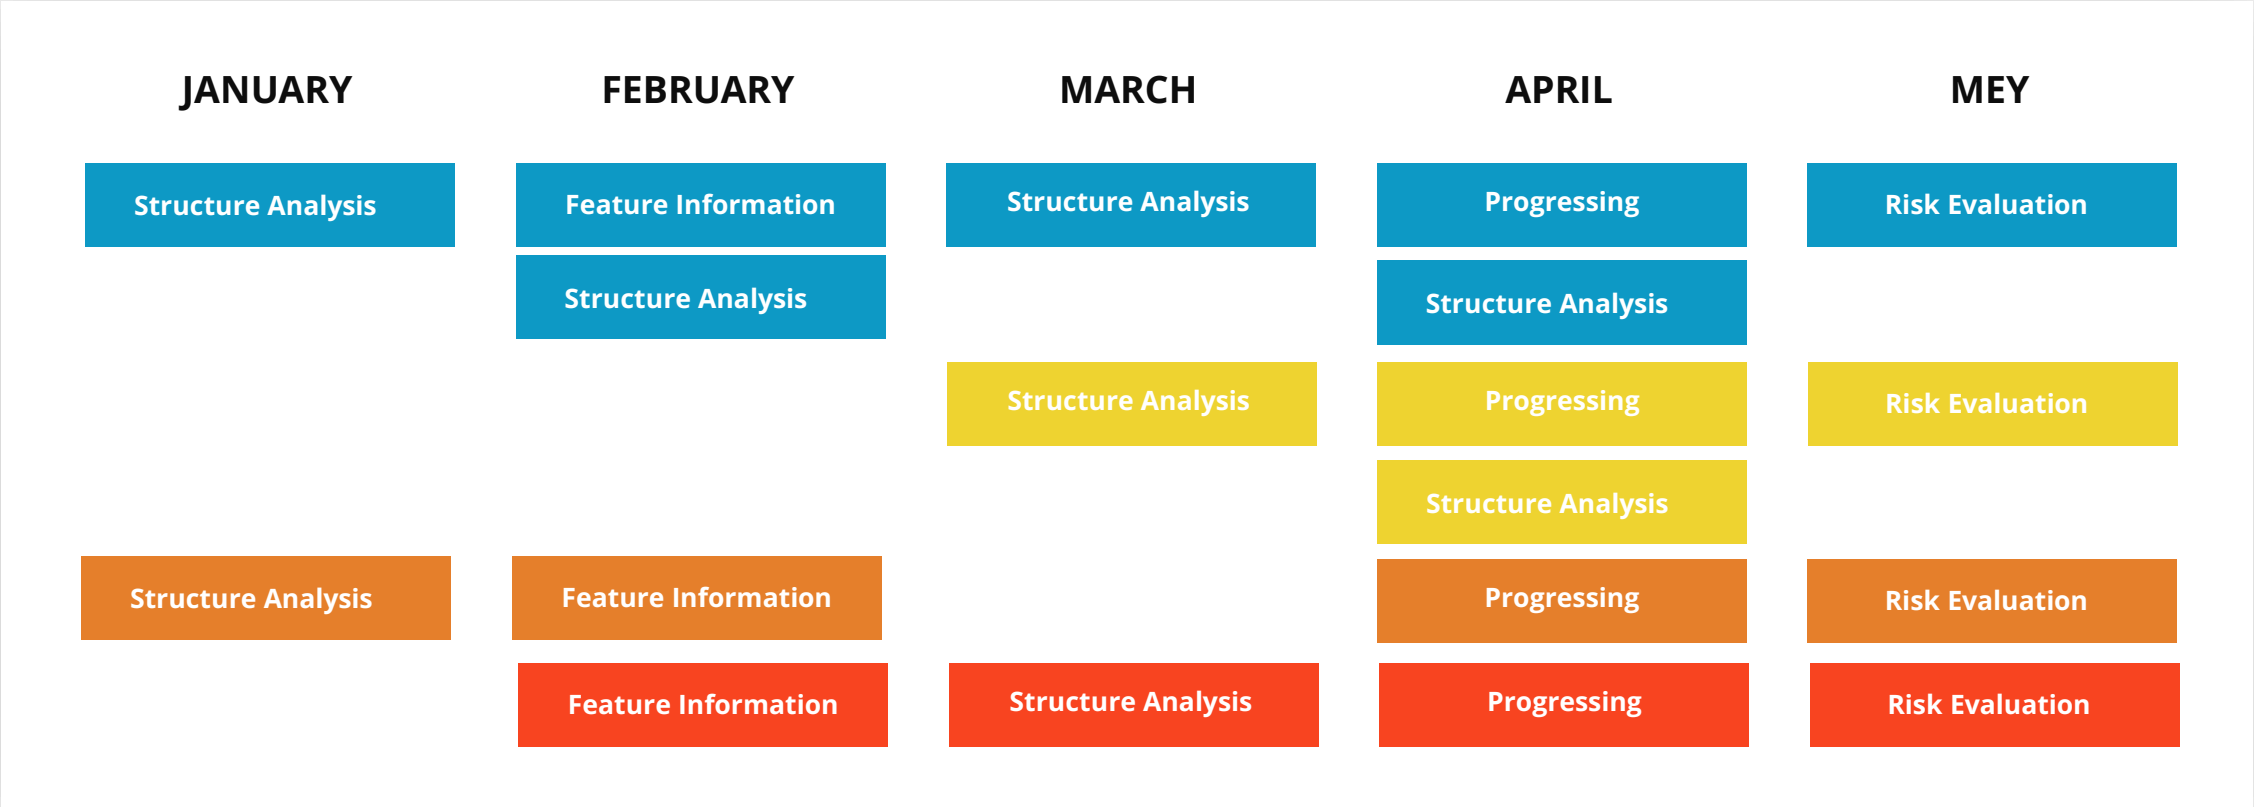 JANUARY FEBRUARY MARCH APRIL MEY
Structure Analysis Feature Information Structure Analysis Progressing Risk Evaluation
Structure Analysis Structure Analysis
Structure Analysis Progressing Risk Evaluation
Structure Analysis
Structure Analysis Feature Information Progressing Risk Evaluation
Feature Information Structure Analysis Progressing Risk Evaluation